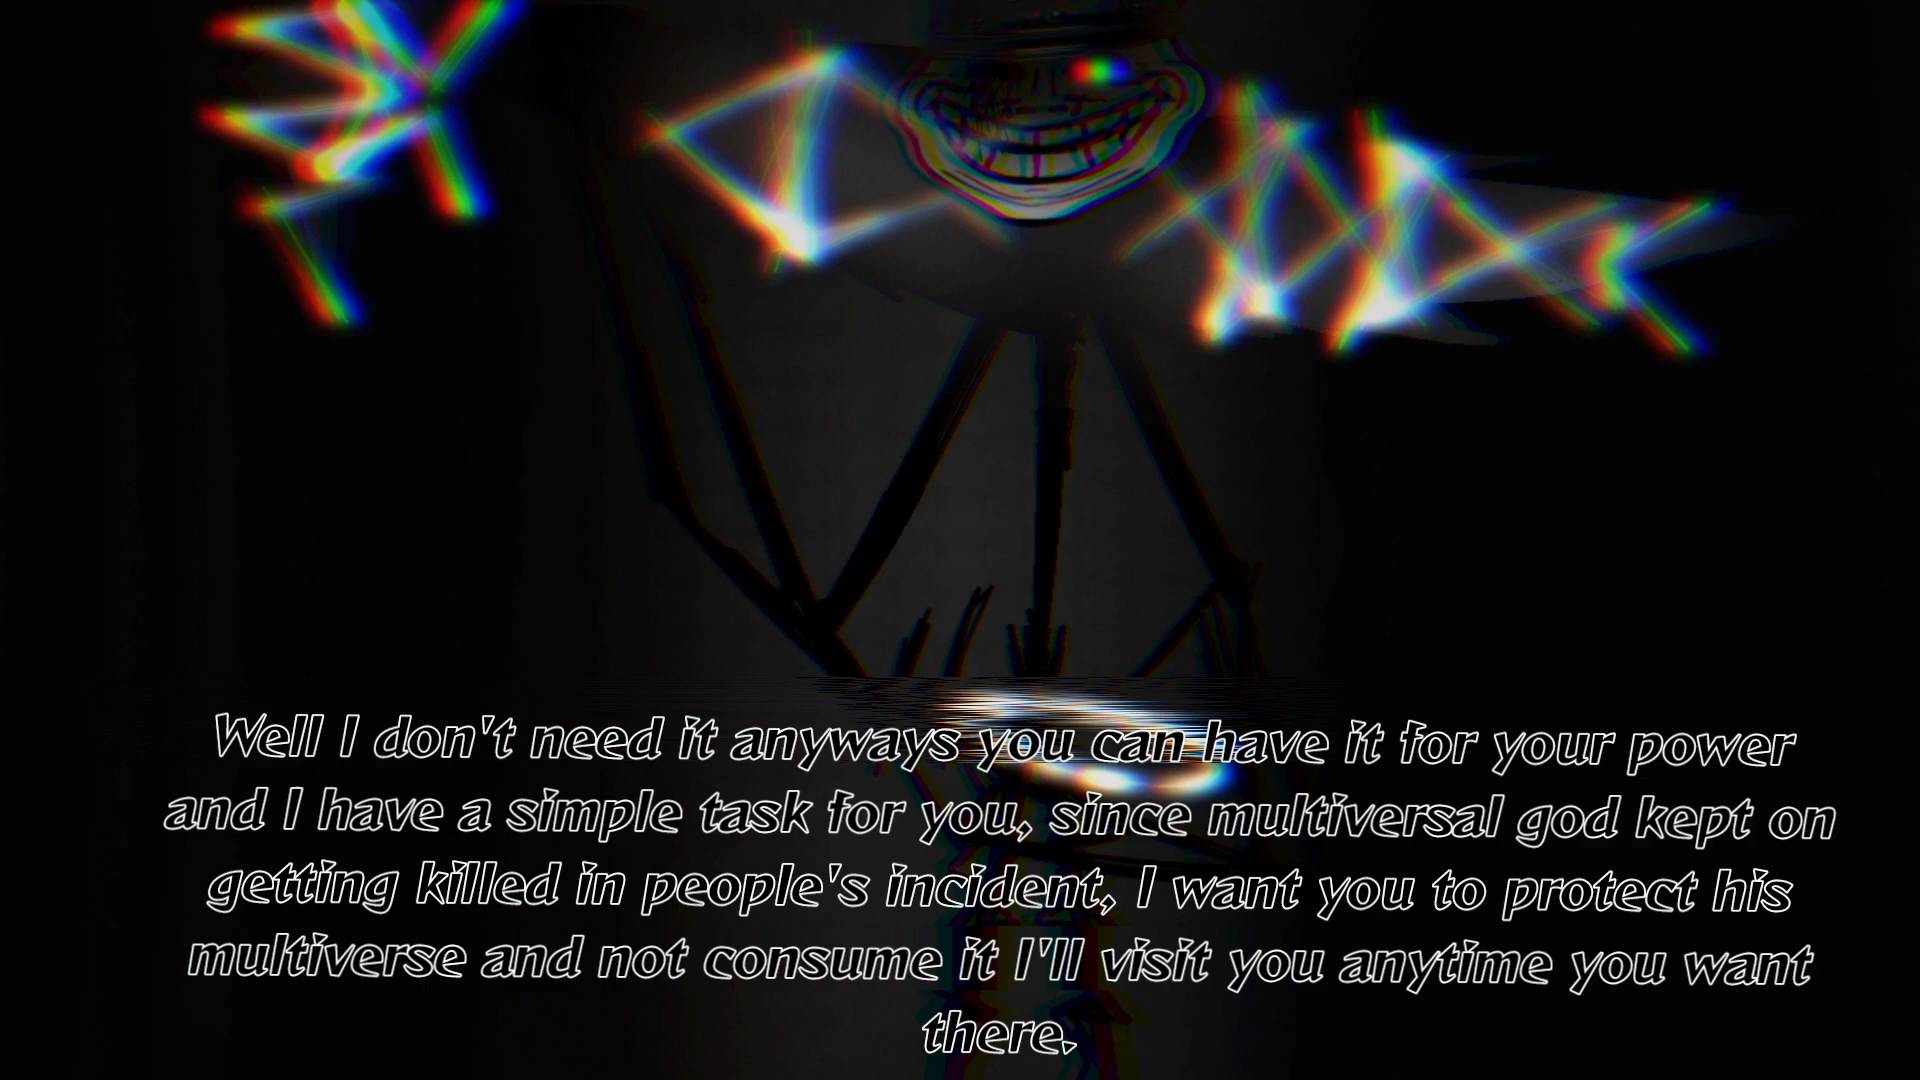 Well I don't need it anyways you can have it for your power
and I have a simple task for you, since multiversal god kept on
getting killed in people's incident, I want you to protect his
multiverse and not consume it I'll visit you anytime you want
there.